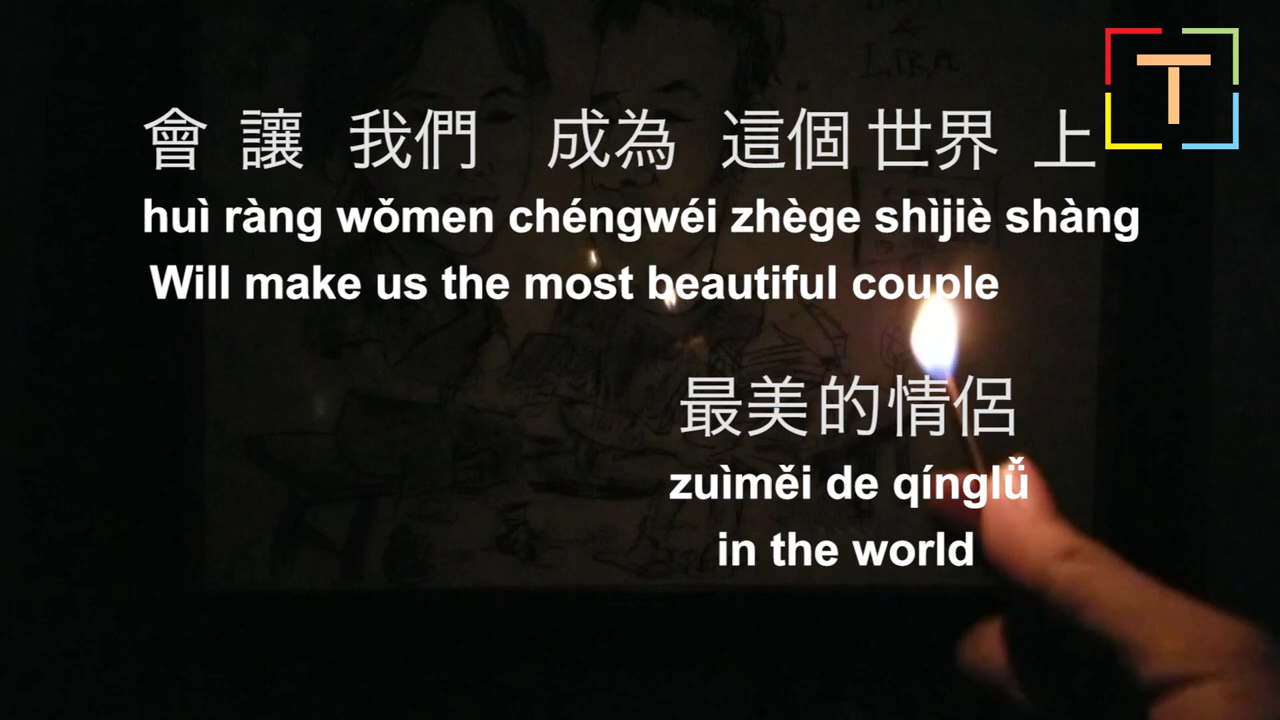 會 讓 我們 成為 這個 世界 上
huì ràng wǒmen chéngwéi zhège shìjiè shàng
Will make us the most beautiful couple
最美的情侶
zuìměi de qínglǚ
in the world
T